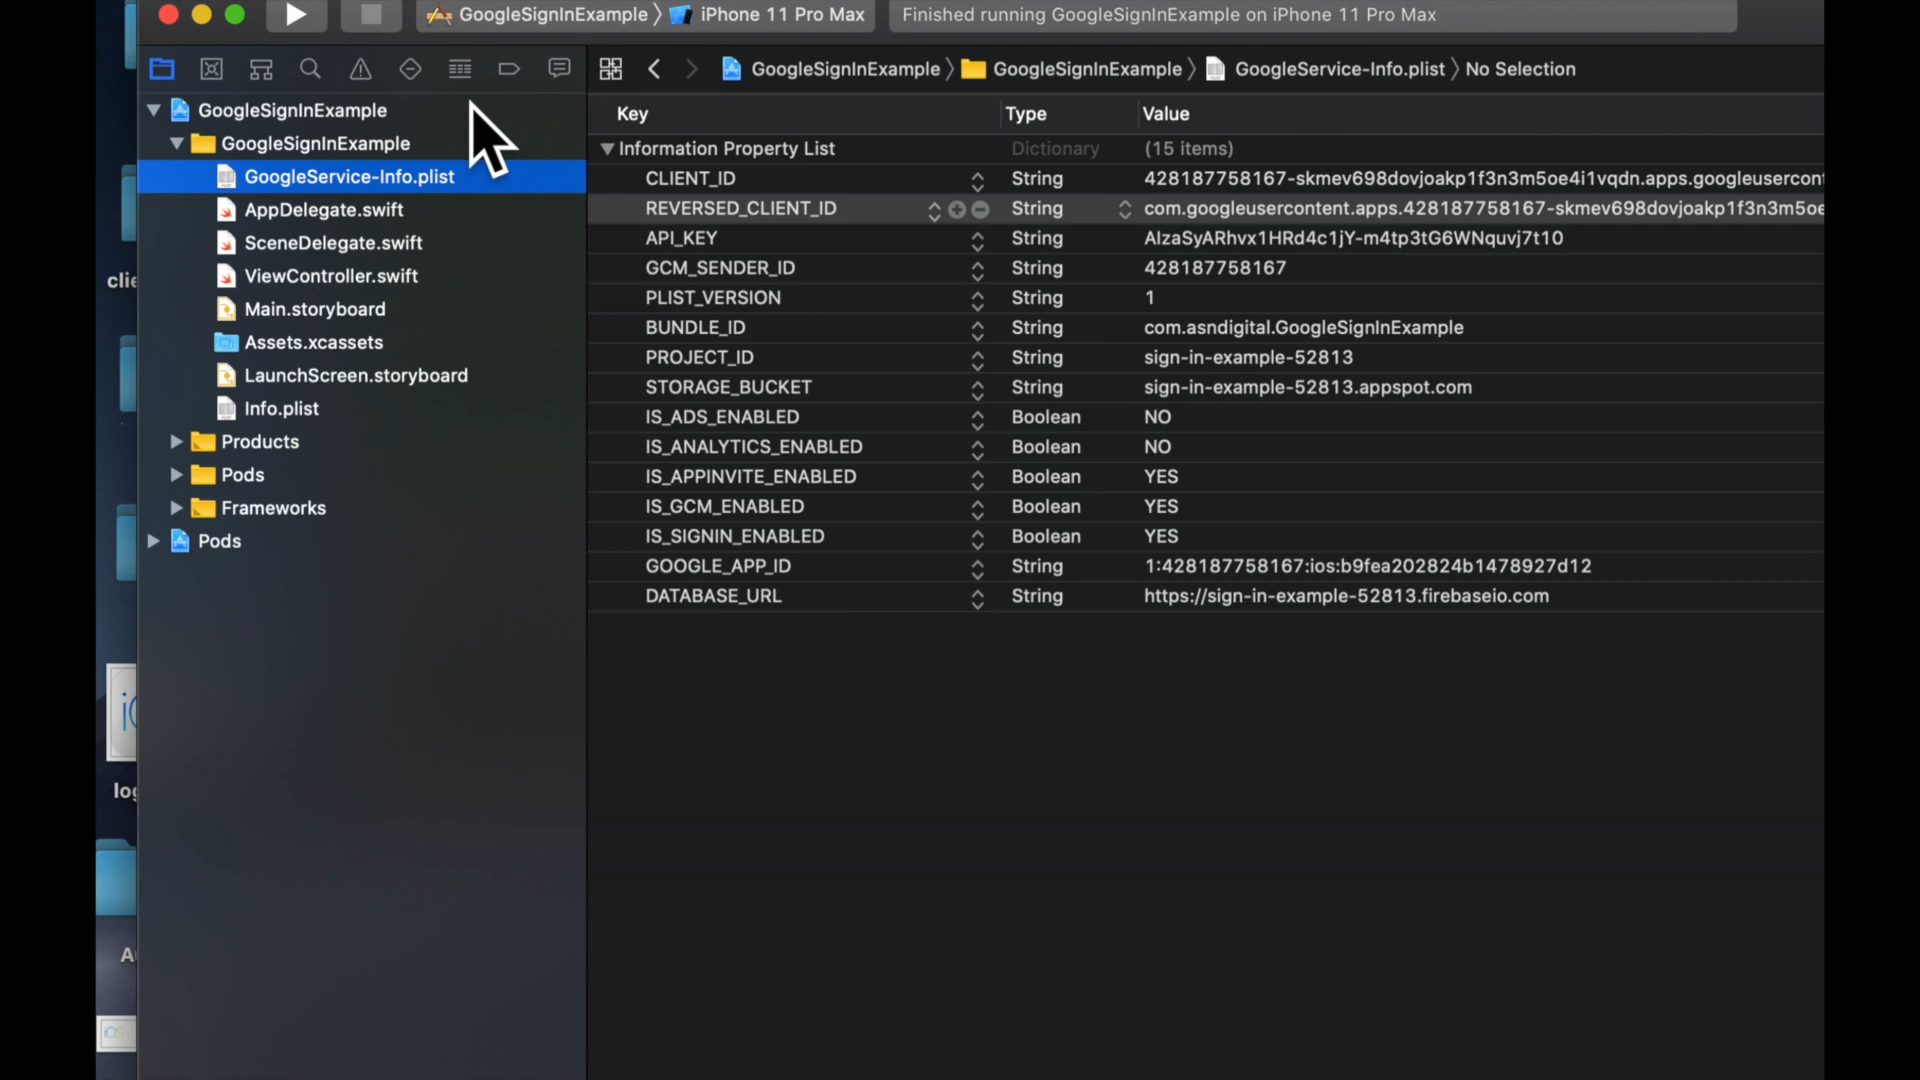 GoogleSignInExample 〉 iPhone 11 Pro Max
Finished running GoogleSignInExample on iPhone 11 Pro Max
GoogleSignInExample 〉 GoogleSignInExample 〉 GoogleService-Info.plist 〉 No Selection
GoogleSignInExample
GoogleSignInExample
GoogleService-Info.plist
AppDelegate.swift
SceneDelegate.swift
ViewController.swift
Main.storyboard
Assets.xcassets
LaunchScreen.storyboard
Info.plist
Products
Pods
Frameworks
Pods
Key Type Value
Information Property List Dictionary (15 items)
CLIENT_ID String 428187758167-skmev698dovjoakp1f3n3m5oe4i1vqdn.apps.googleusercont
REVERSED_CLIENT_ID String com.googleusercontent.apps.428187758167-skmev698dovjoakp1f3n3m5oe
API_KEY String AIzaSyARhvx1HRd4c1jY-m4tp3tG6WNquvj7t10
GCM_SENDER_ID String 428187758167
PLIST_VERSION String 1
BUNDLE_ID String com.asndigital.GoogleSignInExample
PROJECT_ID String sign-in-example-52813
STORAGE_BUCKET String sign-in-example-52813.appspot.com
IS_ADS_ENABLED Boolean NO
IS_ANALYTICS_ENABLED Boolean NO
IS_APPINVITE_ENABLED Boolean YES
IS_GCM_ENABLED Boolean YES
IS_SIGNIN_ENABLED Boolean YES
GOOGLE_APP_ID String 1:428187758167:ios:b9fea202824b1478927d12
DATABASE_URL String https://sign-in-example-52813.firebaseio.com